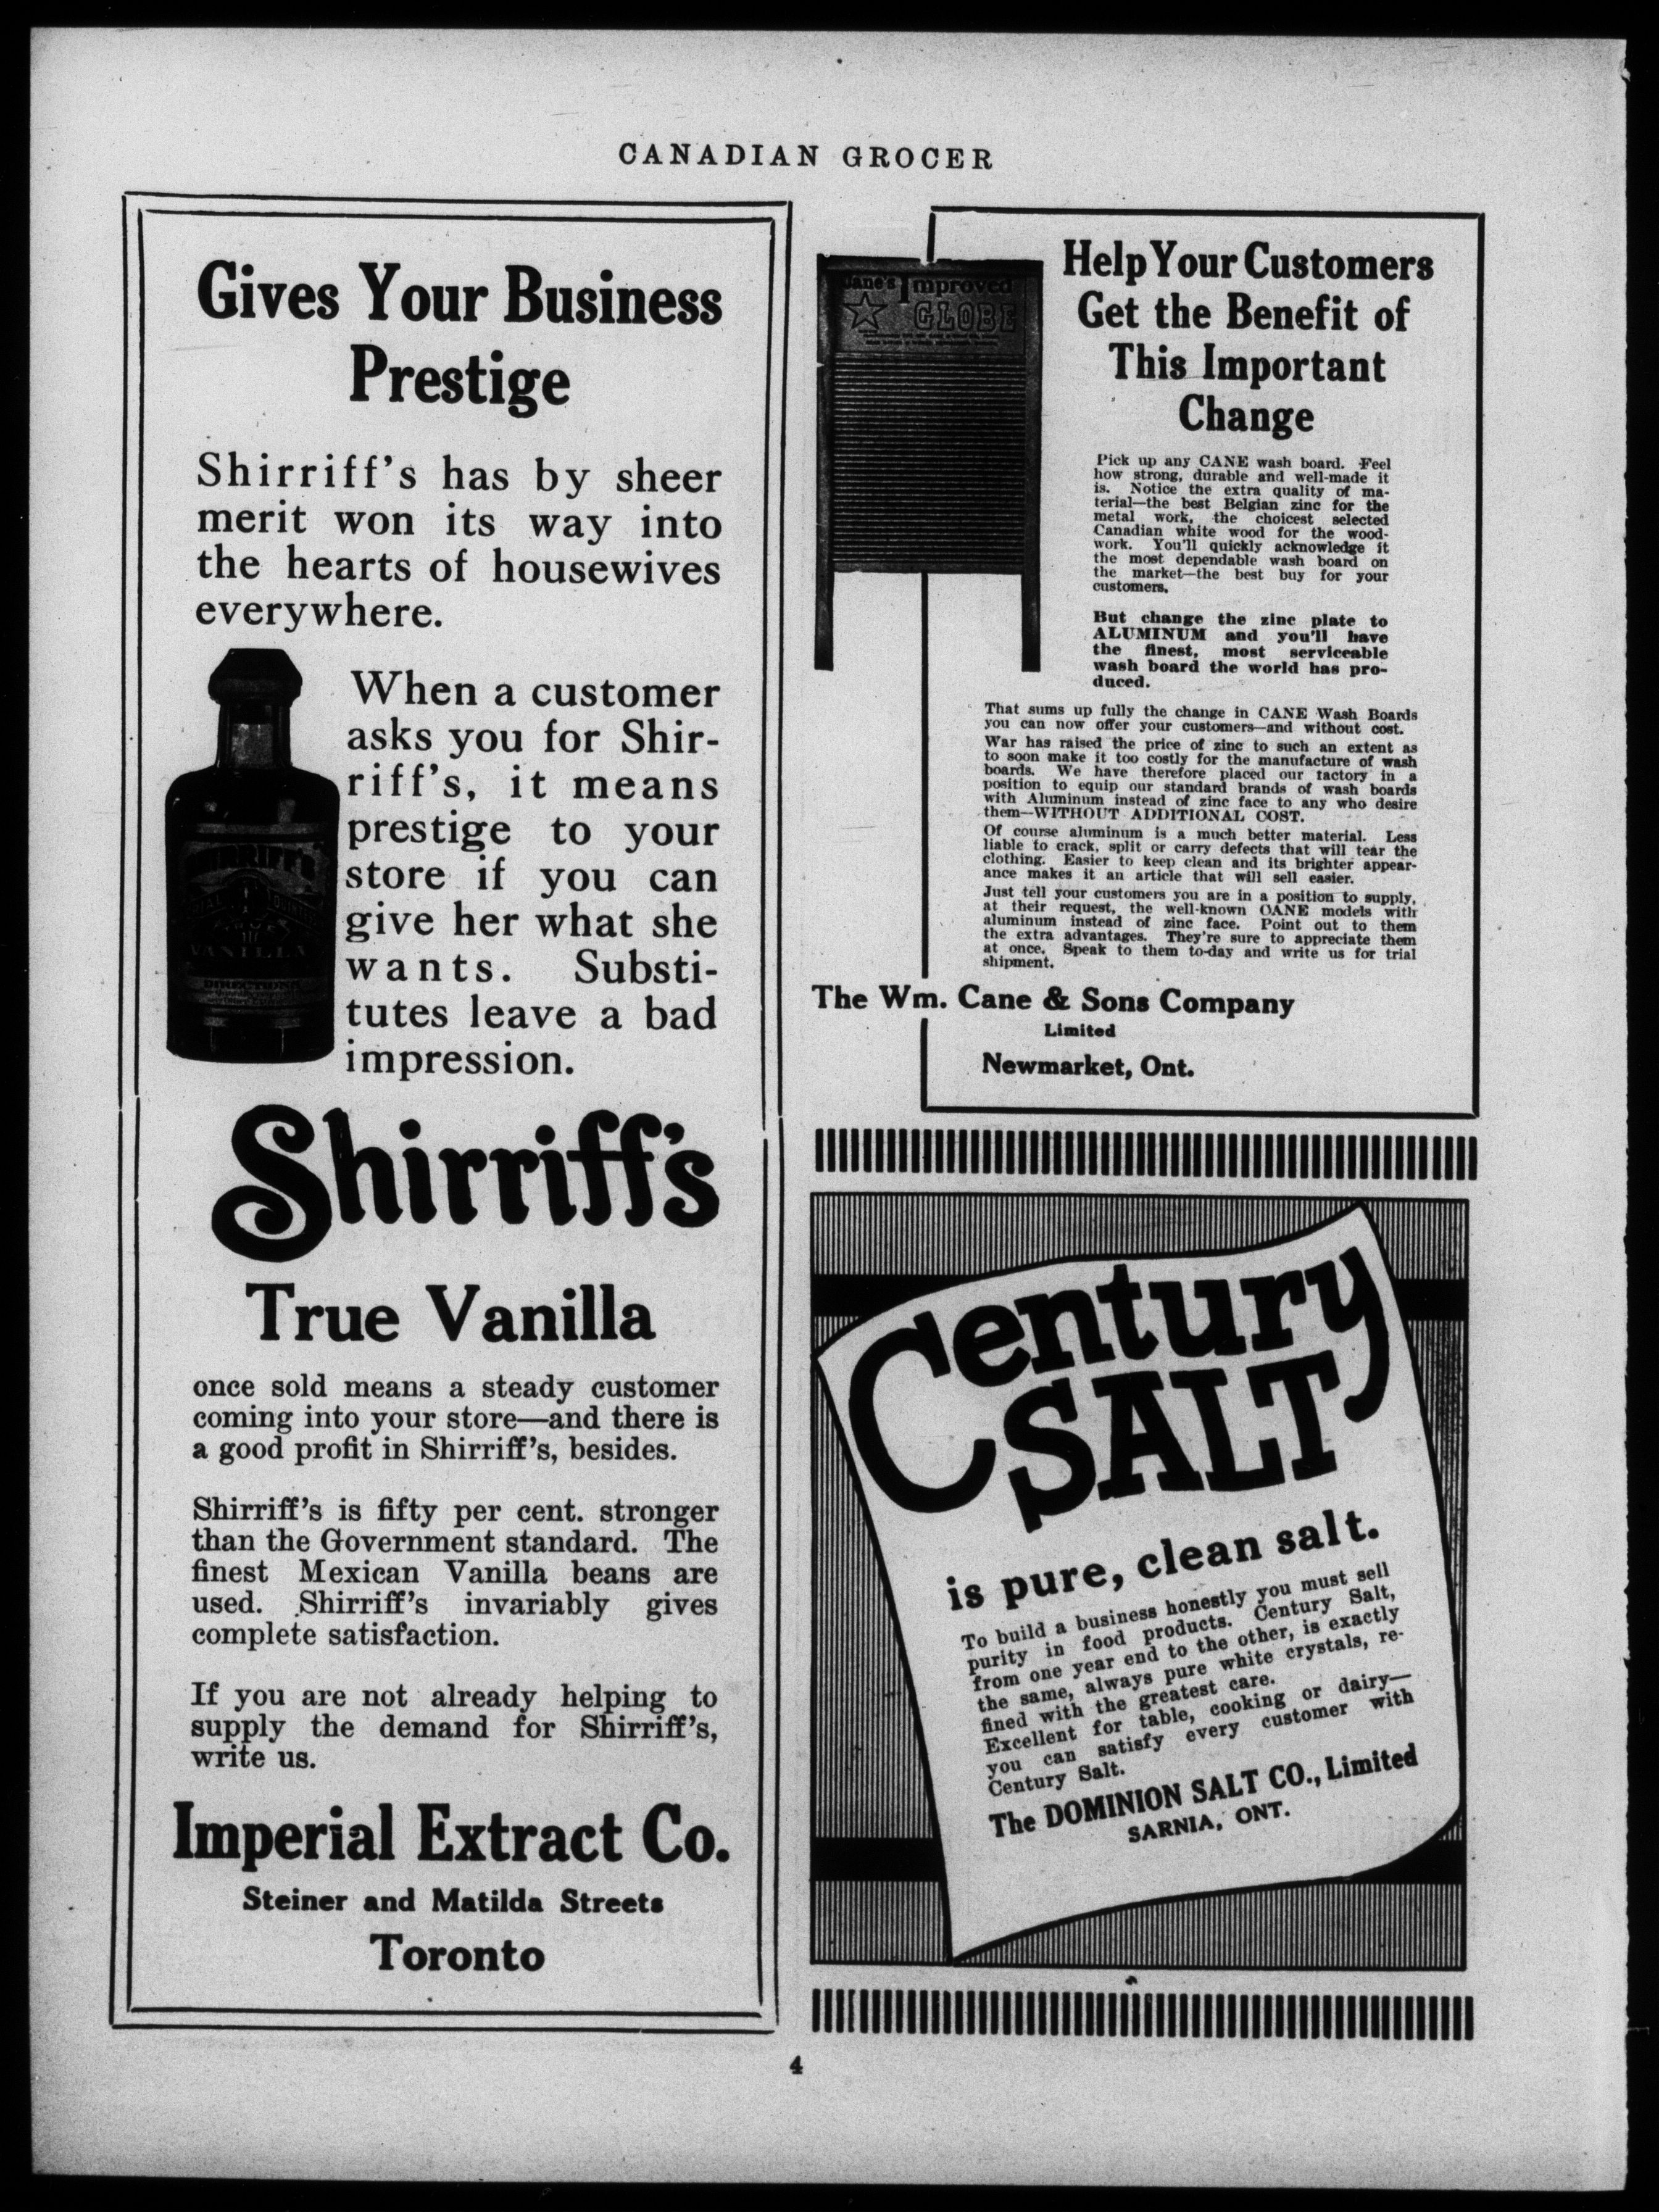 CANADIAN GROCER
Gives Your Business
Prestige
Shirriff's has by sheer
merit won its way into
the hearts of housewives
everywhere.
When a customer
asks you for Shir-
riff's, it means
prestige to your
store if you can
give her what she
wants. Substi-
tutes leave a bad
impression.
SHIRRIFF'S
VANILLA
DIRECTIONS
Shirriff's
True Vanilla
once sold means a steady customer
coming into your store—and there is
a good profit in Shirriff's, besides.
Shirriff's is fifty per cent. stronger
than the Government standard. The
finest Mexican Vanilla beans are
used. Shirriff's invariably gives
complete satisfaction.
If you are not already helping to
supply the demand for Shirriff's,
write us.
Imperial Extract Co.
Steiner and Matilda Streets
Toronto
Cane's Improved
GLOBE
Help Your Customers
Get the Benefit of
This Important
Change
Pick up any CANE wash board. Feel
how strong, durable and well-made it
is. Notice the extra quality of ma-
terial—the best Belgian zinc for the
metal work, the choicest selected
Canadian white wood for the wood-
work. You'll quickly acknowledge it
the most dependable wash board on
the market—the best buy for your
customers.
But change the zinc plate to
ALUMINUM and you'll have
the finest, most serviceable
wash board the world has pro-
duced.
That sums up fully the change in CANE Wash Boards
you can now offer your customers—and without cost.
War has raised the price of zinc to such an extent as
to soon make it too costly for the manufacture of wash
boards. We have therefore placed our factory in a
position to equip our standard brands of wash boards
with Aluminum instead of zinc face to any who desire
them—WITHOUT ADDITIONAL COST.
Of course aluminum is a much better material. Less
liable to crack, split or carry defects that will tear the
clothing. Easier to keep clean and its brighter appear-
ance makes it an article that will sell easier.
Just tell your customers you are in a position to supply,
at their request, the well-known CANE models with
aluminum instead of zinc face. Point out to them
the extra advantages. They're sure to appreciate them
at once. Speak to them to-day and write us for trial
shipment.
The Wm. Cane & Sons Company
Limited
Newmarket, Ont.
Century
SALT
is pure, clean salt.
To build a business honestly you must sell
purity in food products. Century Salt,
from one year end to the other, is exactly
the same, always pure white crystals, re-
fined with the greatest care.
Excellent for table, cooking or dairy—
you can satisfy every customer with
Century Salt.
The DOMINION SALT CO., Limited
SARNIA, ONT.
4